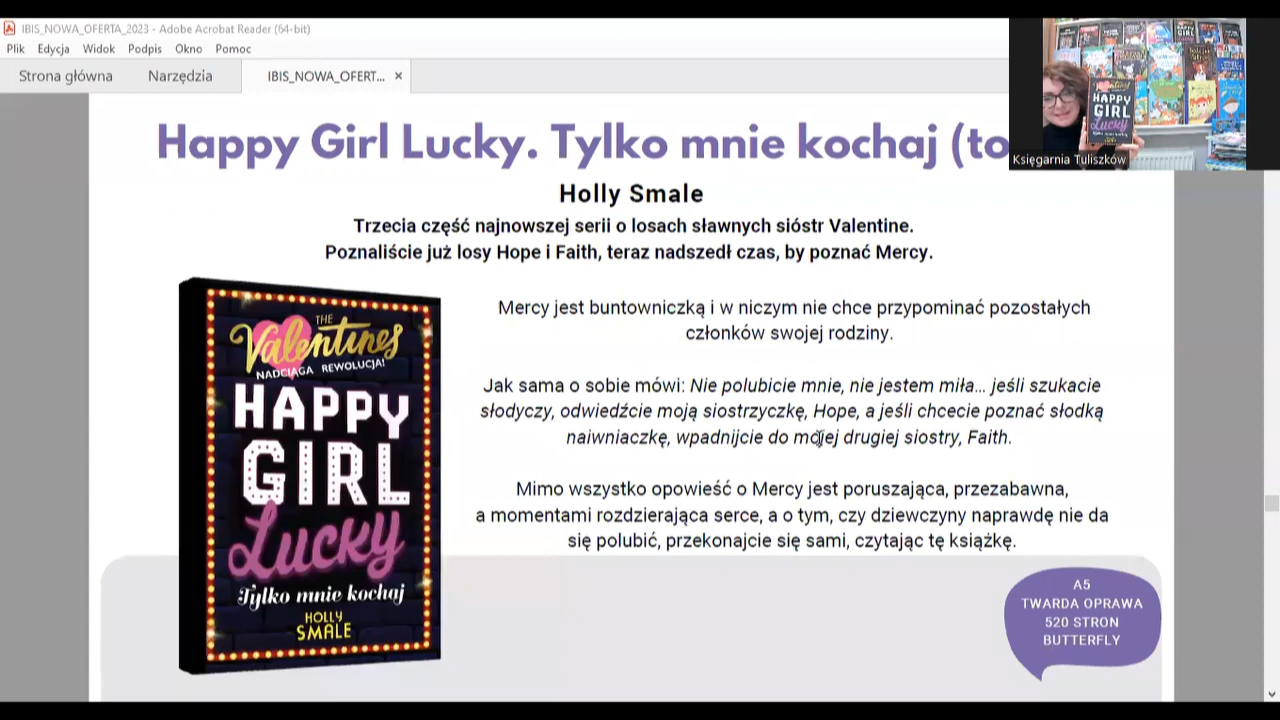 IBIS_NOWA_OFERTA_2023 - Adobe Acrobat Reader (64-bit)
Plik Edycja Widok Podpis Okno Pomoc
Strona główna Narzędzia IBIS_NOWA_OFERT... ×
Happy Girl Lucky. Tylko mnie kochaj (to
Holly Smale
Trzecia część najnowszej serii o losach sławnych sióstr Valentine.
Poznaliście już losy Hope i Faith, teraz nadszedł czas, by poznać Mercy.
Mercy jest buntowniczką i w niczym nie chce przypominać pozostałych
członków swojej rodziny.
Jak sama o sobie mówi: Nie polubicie mnie, nie jestem miła... jeśli szukacie
słodyczy, odwiedźcie moją siostrzyczkę, Hope, a jeśli chcecie poznać słodką
naiwniaczkę, wpadnijcie do mojej drugiej siostry, Faith.
Mimo wszystko opowieść o Mercy jest poruszająca, przezabawna,
a momentami rozdzierająca serce, a o tym, czy dziewczyny naprawdę nie da
się polubić, przekonajcie się sami, czytając tę książkę.
THE
Valentines
NADCIĄGA REWOLUCJA!
HAPPY
GIRL
Lucky
Tylko mnie kochaj
HOLLY
SMALE
A5
TWARDA OPRAWA
520 STRON
BUTTERFLY
Valentines
HAPPY
GIRL
Lucky
Księgarnia Tuliszków